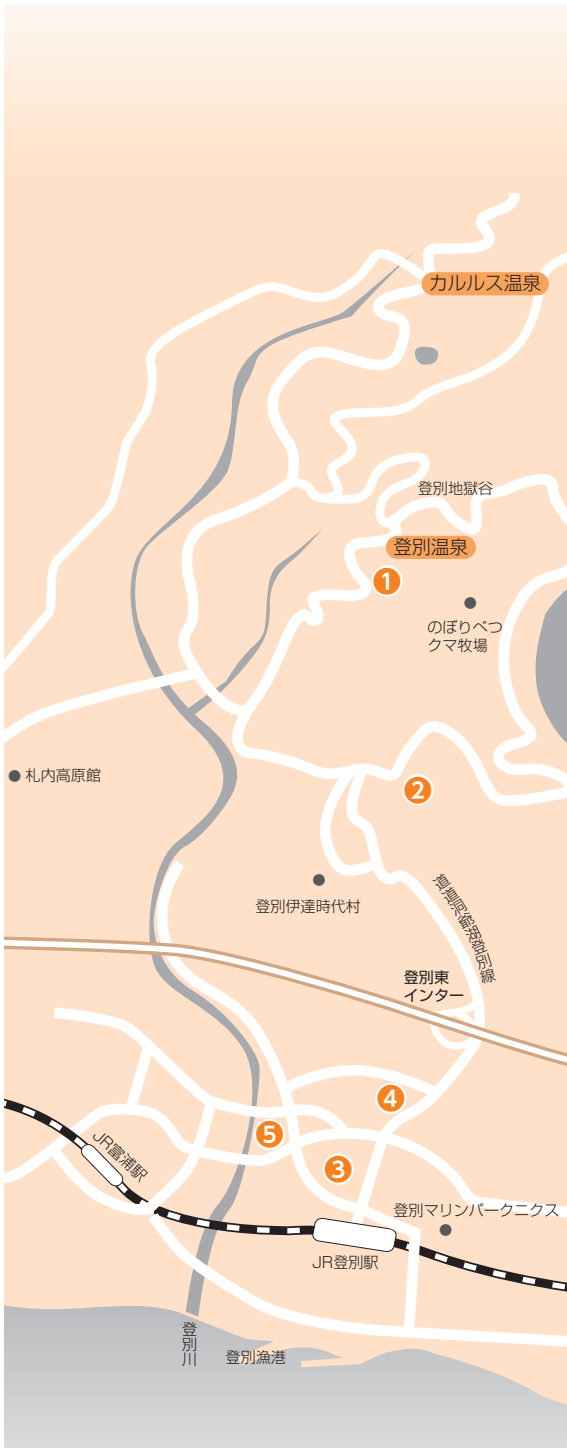 カルルス温泉
登別地獄谷
登別温泉
1
のぼりべつ
クマ牧場
札内高原館
2
登別伊達時代村
道道洞爺湖登別線
登別東
インター
4
5
JR富浦駅
3
登別マリンパークニクス
JR登別駅
登別川
登別漁港